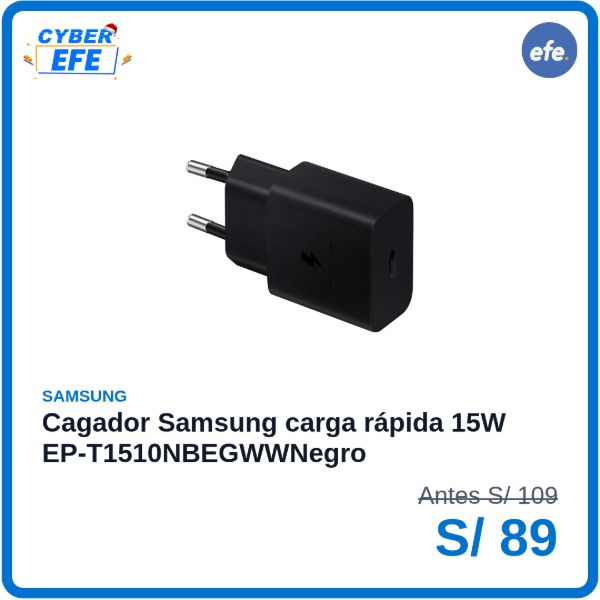 CYBER
EFE
efe.
SAMSUNG
Cagador Samsung carga rápida 15W
EP-T1510NBEGWWNegro
Antes S/ 109
S/ 89